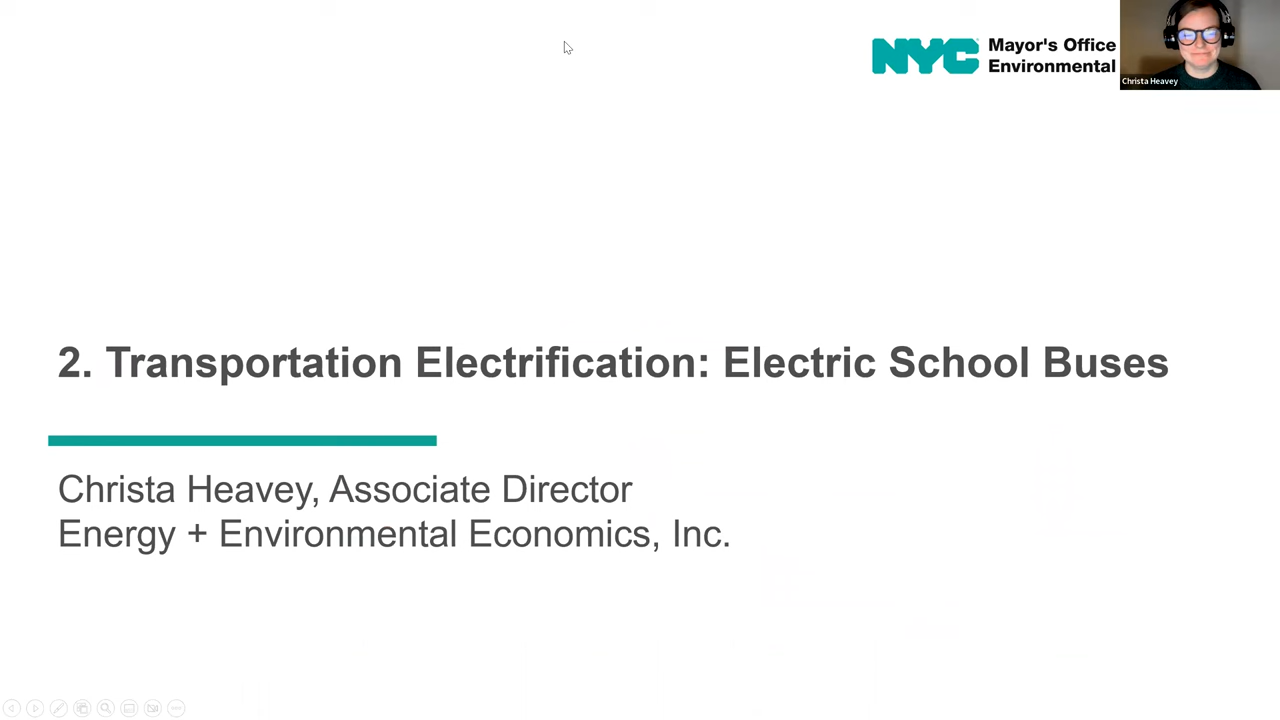 NYC Mayor's Office
Environmental
Christa Heavey
2. Transportation Electrification: Electric School Buses
Christa Heavey, Associate Director
Energy + Environmental Economics, Inc.